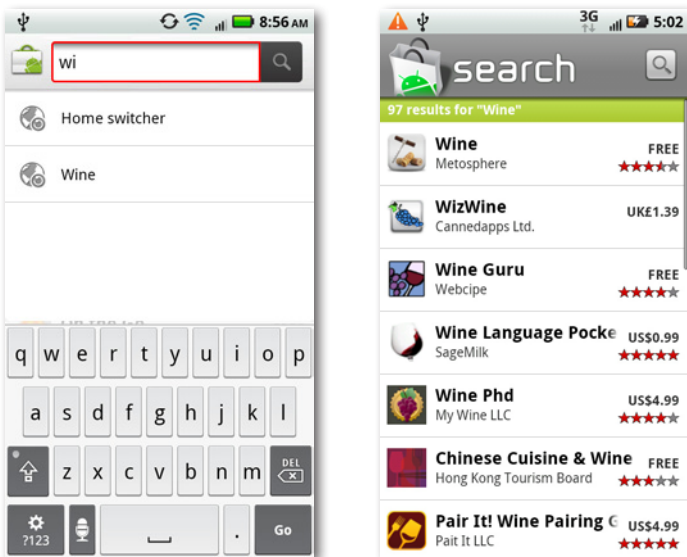 8:56 AM
wi
Home switcher
Wine
q w e r t y u i o p
a s d f g h j k l
z x c v b n m DEL
?123 . Go
3G 5:02
search
97 results for "Wine"
Wine FREE
Metosphere
WizWine UK£1.39
Cannedapps Ltd.
Wine Guru FREE
Webcipe
Wine Language Pocke US$0.99
SageMilk
Wine Phd US$4.99
My Wine LLC
Chinese Cuisine & Wine FREE
Hong Kong Tourism Board
Pair It! Wine Pairing G US$4.99
Pait It LLC